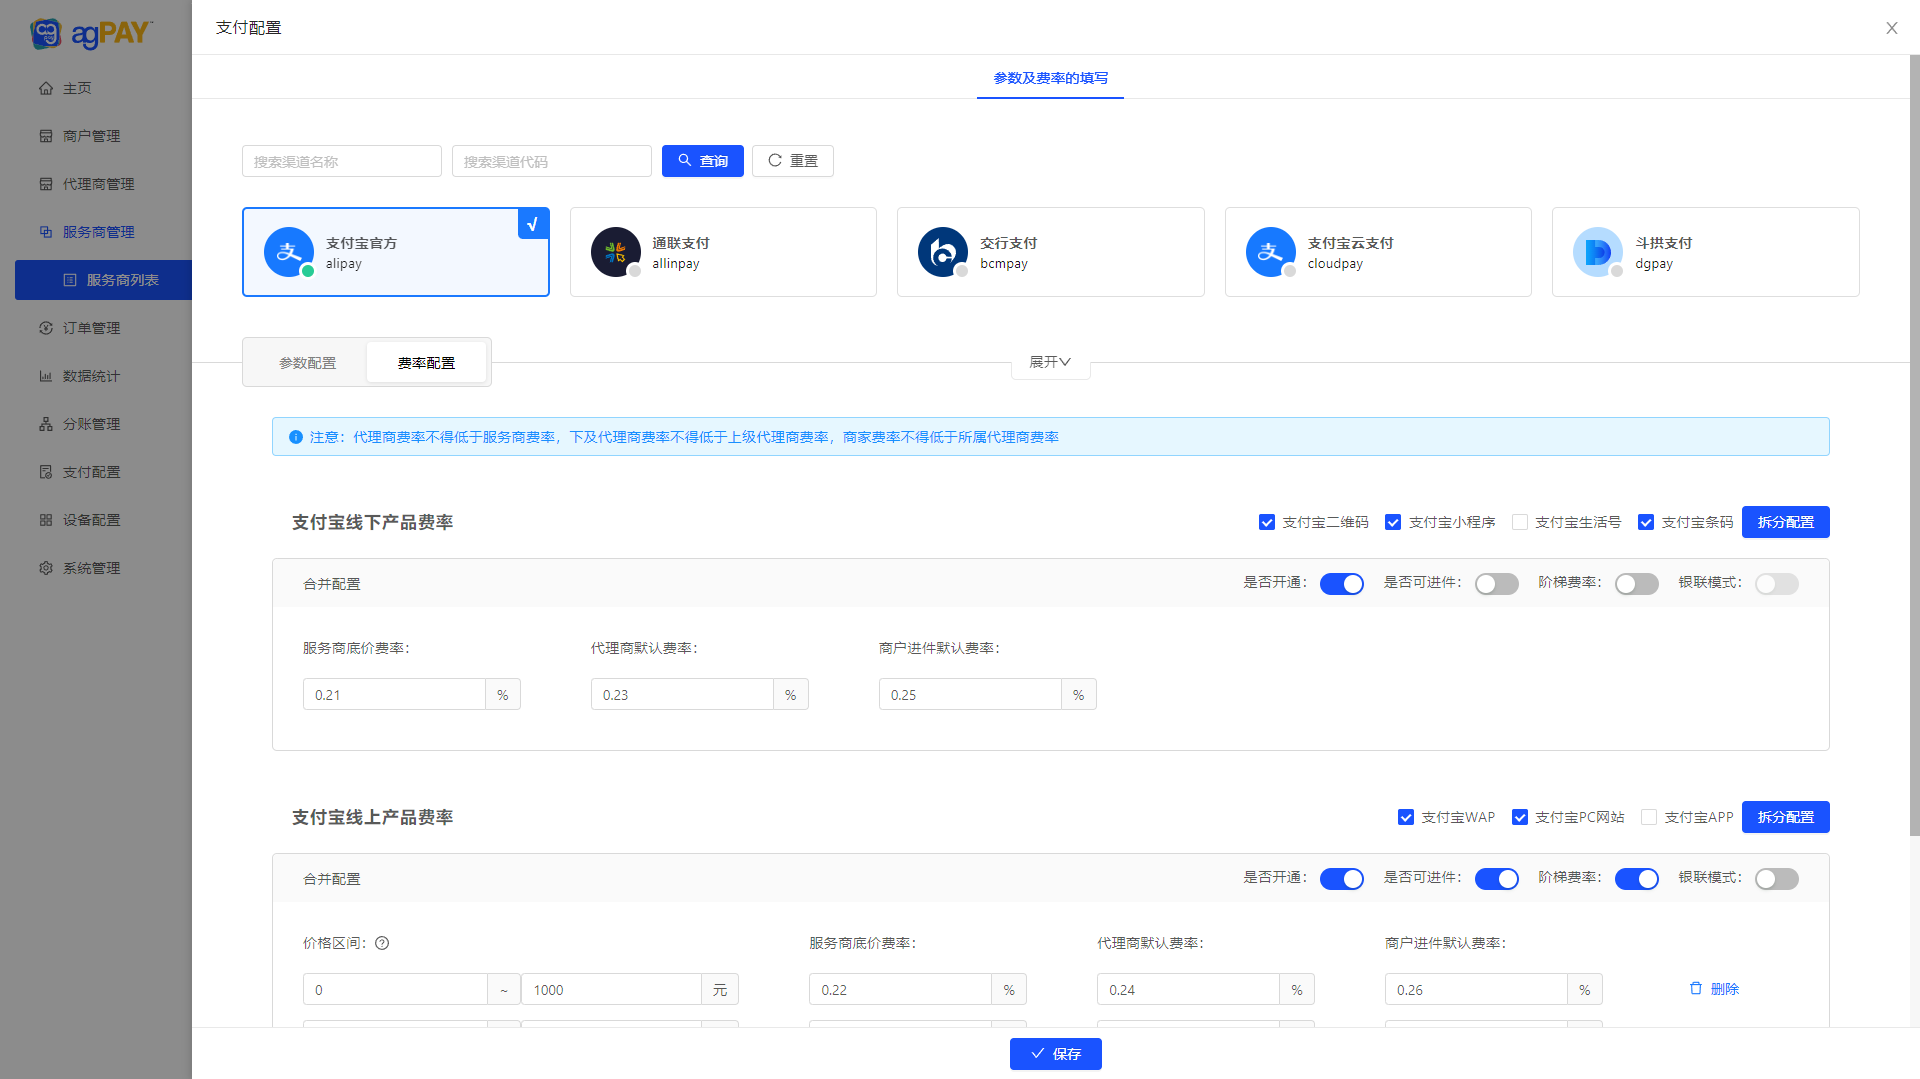 agPAY
支付配置
主页
商户管理
代理商管理
服务商管理
服务商列表
订单管理
数据统计
分账管理
支付配置
设备配置
系统管理
参数及费率的填写
搜索渠道名称 搜索渠道代码 查询 重置
支付宝官方
alipay
通联支付
allinpay
交行支付
bcmpay
支付宝云支付
cloudpay
斗拱支付
dgpay
参数配置 费率配置 展开
注意：代理商费率不得低于服务商费率，下及代理商费率不得低于上级代理商费率，商家费率不得低于所属代理商费率
支付宝线下产品费率 支付宝二维码 支付宝小程序 支付宝生活号 支付宝条码 拆分配置
合并配置 是否开通： 是否可进件： 阶梯费率： 银联模式：
服务商底价费率： 代理商默认费率： 商户进件默认费率：
0.21 % 0.23 % 0.25 %
支付宝线上产品费率 支付宝WAP 支付宝PC网站 支付宝APP 拆分配置
合并配置 是否开通： 是否可进件： 阶梯费率： 银联模式：
价格区间： 服务商底价费率： 代理商默认费率： 商户进件默认费率：
0 ~ 1000 元 0.22 % 0.24 % 0.26 % 删除
保存